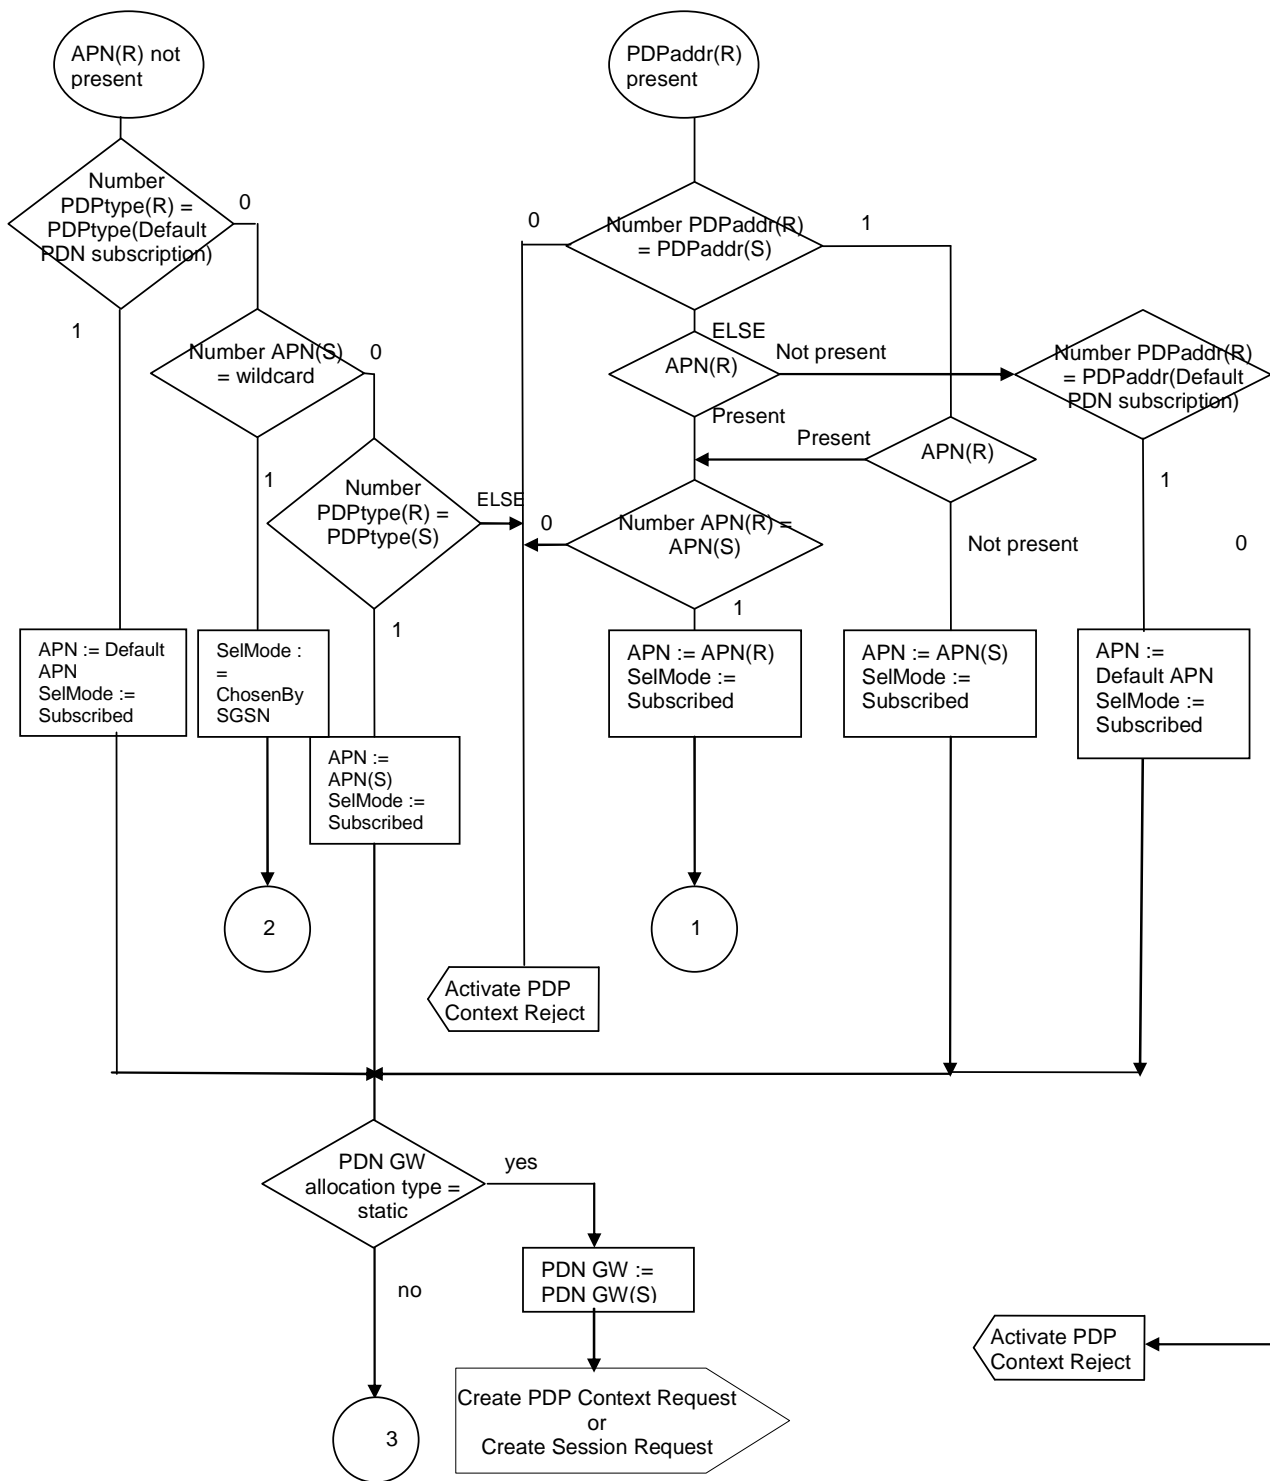 APN(R) not
present
PDPaddr(R)
present
Number
PDPtype(R) =
PDPtype(Default
PDN subscription)
0
1
Number PDPaddr(R)
= PDPaddr(S)
0
1
ELSE
Number APN(S)
= wildcard
0
1
APN(R)
Not present
Present
Number PDPaddr(R)
= PDPaddr(Default
PDN subscription)
1
0
Present
APN(R)
Not present
Number
PDPtype(R) =
PDPtype(S)
ELSE
1
0
Number APN(R) =
APN(S)
1
APN := Default
APN
SelMode :=
Subscribed
SelMode :
=
ChosenBy
SGSN
APN :=
APN(S)
SelMode :=
Subscribed
APN := APN(R)
SelMode :=
Subscribed
APN := APN(S)
SelMode :=
Subscribed
APN :=
Default APN
SelMode :=
Subscribed
2
1
Activate PDP
Context Reject
PDN GW
allocation type =
static
yes
no
PDN GW :=
PDN GW(S)
Activate PDP
Context Reject
3
Create PDP Context Request
or
Create Session Request